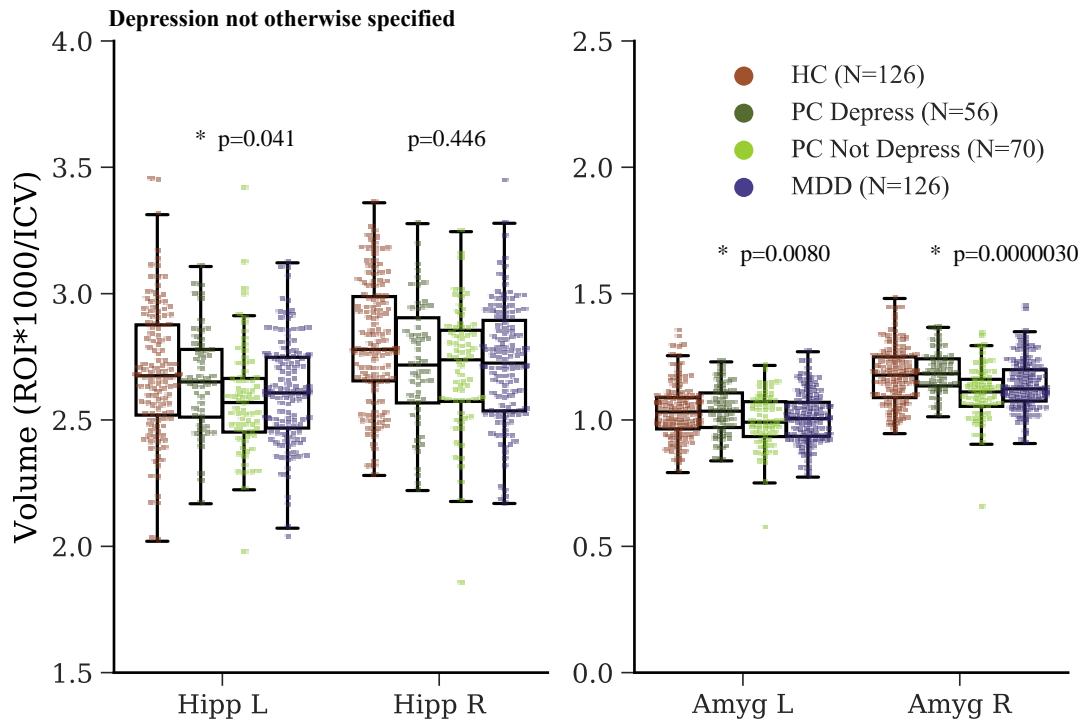 Depression not otherwise specified
Volume (ROI*1000/ICV)
4.0
3.5
3.0
2.5
2.0
1.5
* p=0.041
p=0.446
Hipp L
Hipp R
2.5
2.0
1.5
1.0
0.5
0.0
HC (N=126)
PC Depress (N=56)
PC Not Depress (N=70)
MDD (N=126)
* p=0.0080
* p=0.0000030
Amyg L
Amyg R